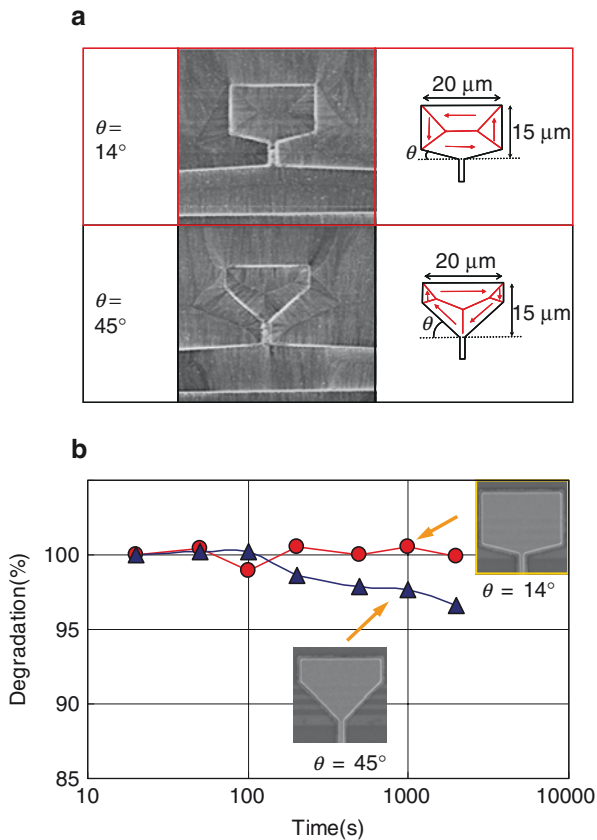 a
θ =
14°
20 μm
15 μm
θ
θ =
45°
20 μm
15 μm
θ
b
Degradation(%)
100
95
90
85
10
100
1000
10000
Time(s)
θ = 14°
θ = 45°